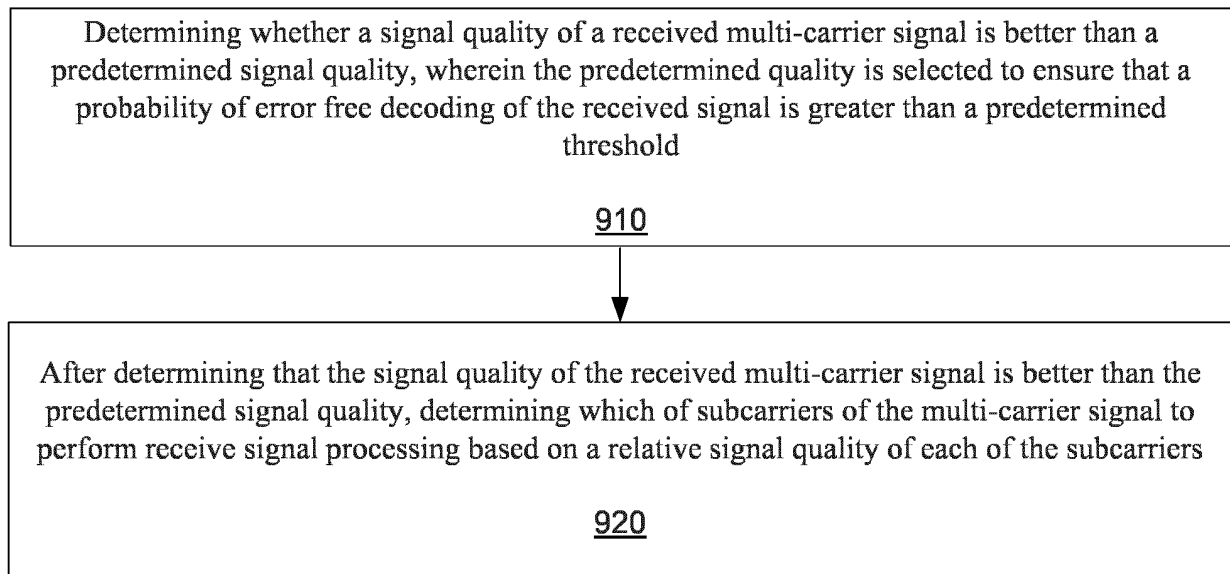 Determining whether a signal quality of a received multi-carrier signal is better than a
predetermined signal quality, wherein the predetermined quality is selected to ensure that a
probability of error free decoding of the received signal is greater than a predetermined
threshold
910
After determining that the signal quality of the received multi-carrier signal is better than the
predetermined signal quality, determining which of subcarriers of the multi-carrier signal to
perform receive signal processing based on a relative signal quality of each of the subcarriers
920